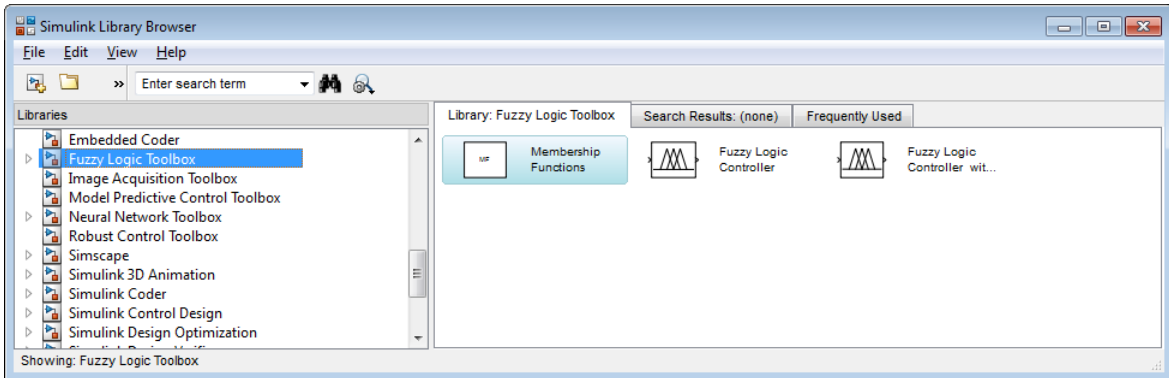 Simulink Library Browser
File Edit View Help
» Enter search term
Libraries
Embedded Coder
Fuzzy Logic Toolbox
Image Acquisition Toolbox
Model Predictive Control Toolbox
Neural Network Toolbox
Robust Control Toolbox
Simscape
Simulink 3D Animation
Simulink Coder
Simulink Control Design
Simulink Design Optimization
Library: Fuzzy Logic Toolbox Search Results: (none) Frequently Used
MF
Membership
Functions
Fuzzy Logic
Controller
Fuzzy Logic
Controller wit...
Showing: Fuzzy Logic Toolbox